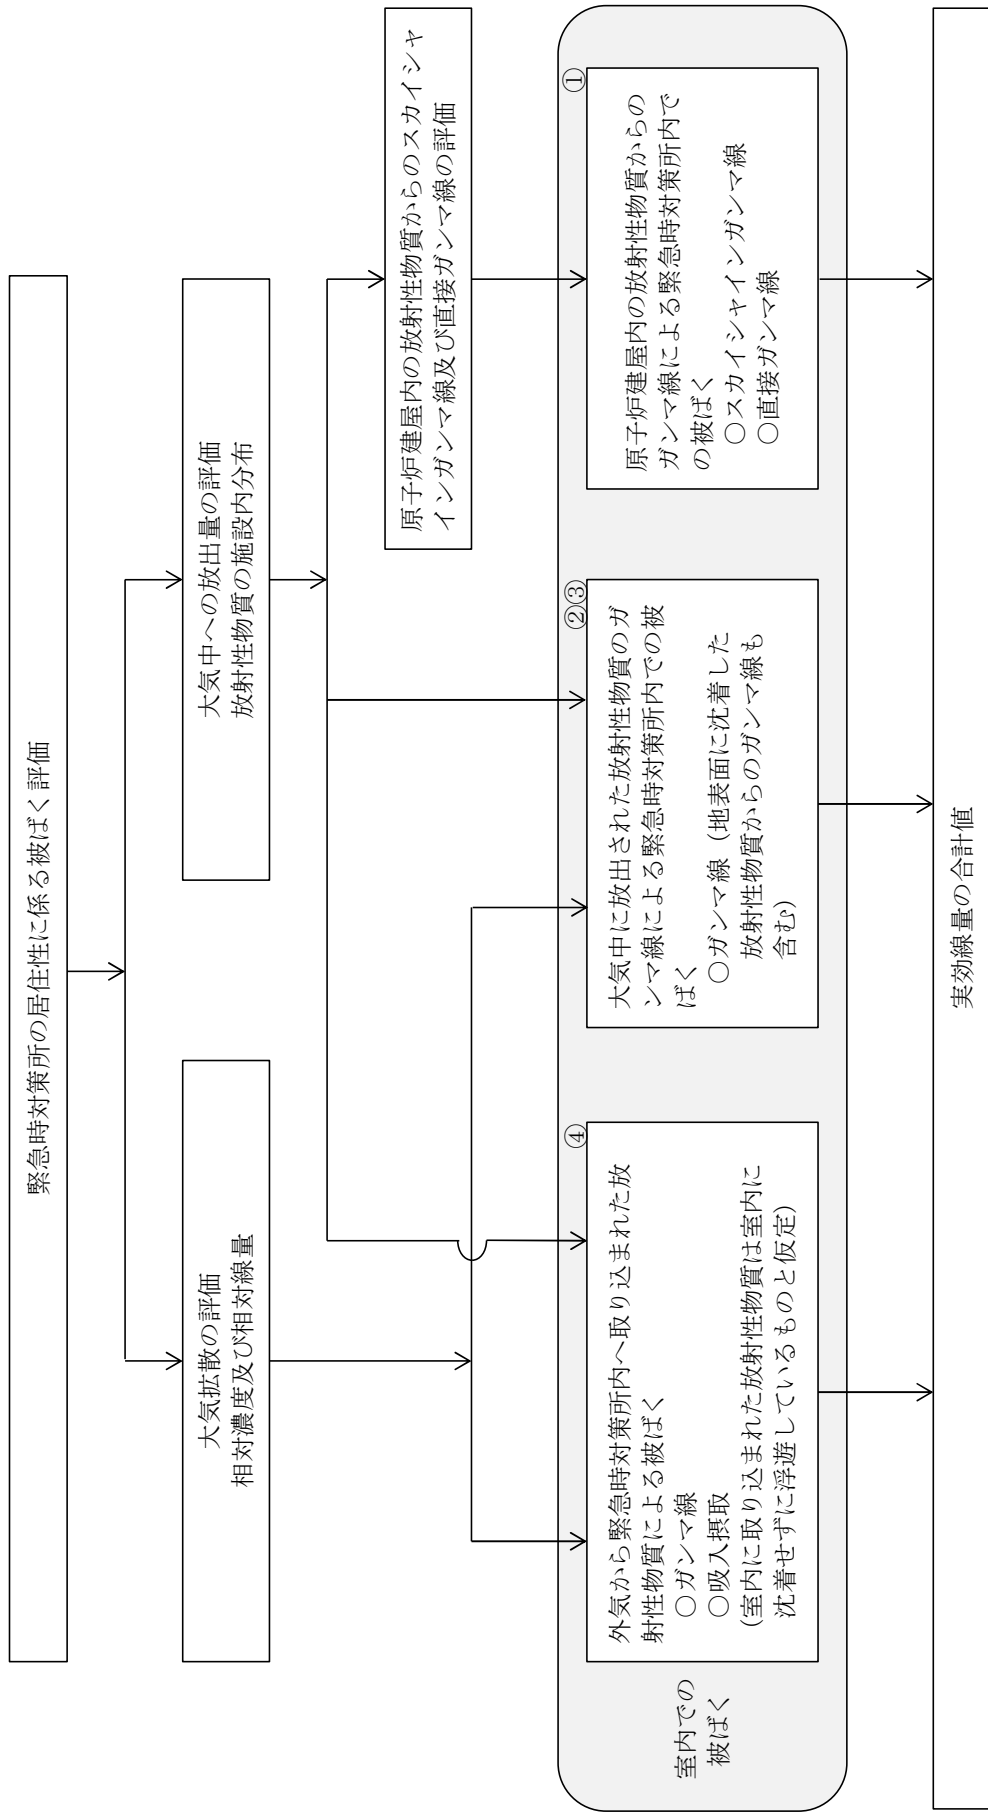 緊急時対策所の居住性に係る被ばく評価
大気拡散の評価
相対濃度及び相対線量
大気中への放出量の評価
放射性物質の施設内分布
原子炉建屋内の放射性物質からのスカイシャ
インガンマ線及び直接ガンマ線の評価
室内での
被ばく
④
外気から緊急時対策所内へ取り込まれた放
射性物質による被ばく
○ガンマ線
○吸入摂取
(室内に取り込まれた放射性物質は室内に
沈着せずに浮遊しているものと仮定)
②③
大気中に放出された放射性物質のガ
ンマ線による緊急時対策所内での被
ばく
○ガンマ線（地表面に沈着した
放射性物質からのガンマ線も
含む）
①
原子炉建屋内の放射性物質からの
ガンマ線による緊急時対策所内で
の被ばく
○スカイシャインガンマ線
○直接ガンマ線
実効線量の合計値